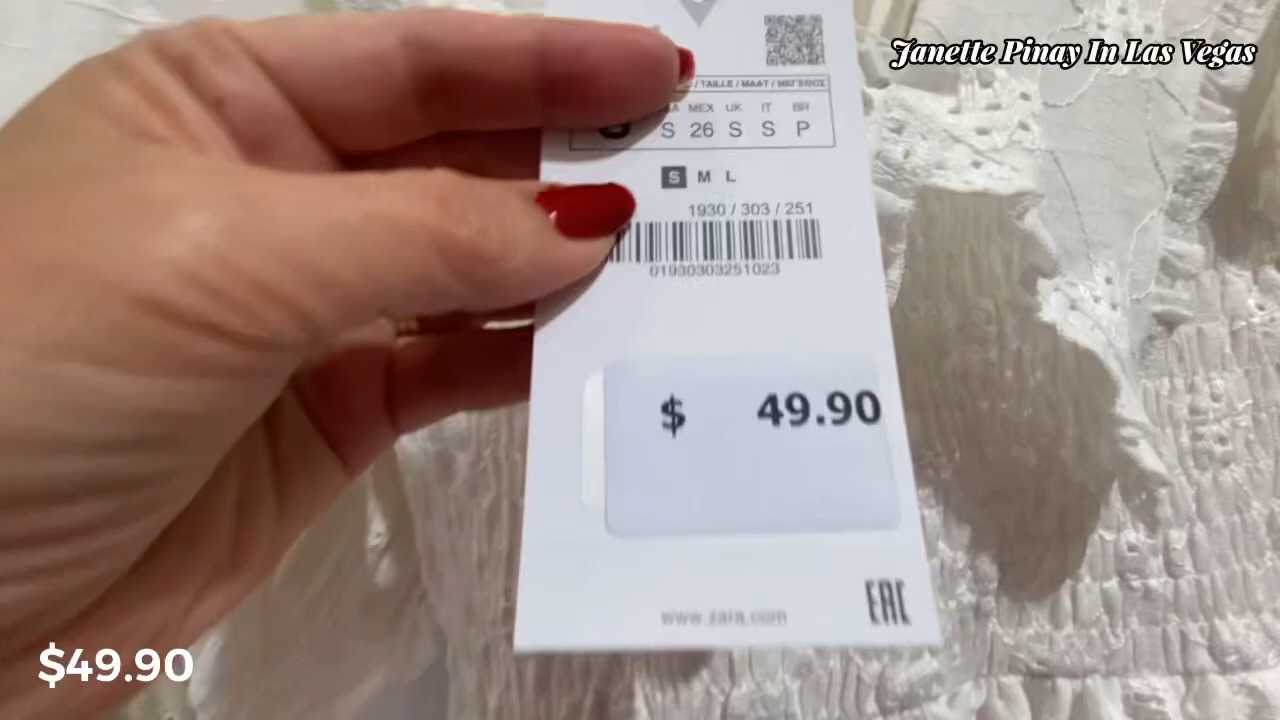 Janette Pinay In Las Vegas
/ TAILLE / MAAT /
MEX UK IT BR
S 26 S S P
S M L
1930 / 303 / 251
01930303251023
$ 49.90
www.zara.com
EAC
$49.90